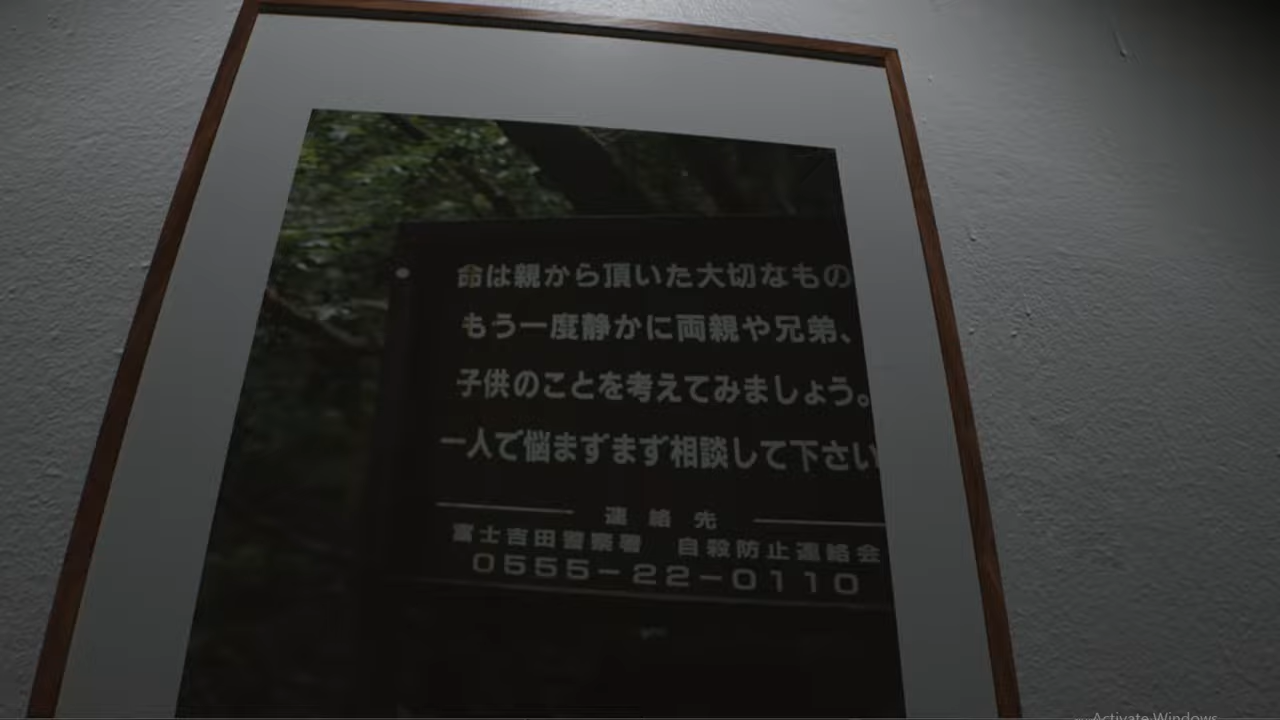 命は親から頂いた大切なもの
もう一度静かに両親や兄弟、
子供のことを考えてみましょう。
一人で悩まずまず相談して下さい
連絡先
富士吉田警察署 自殺防止連絡会
0555-22-0110
Activate Windows